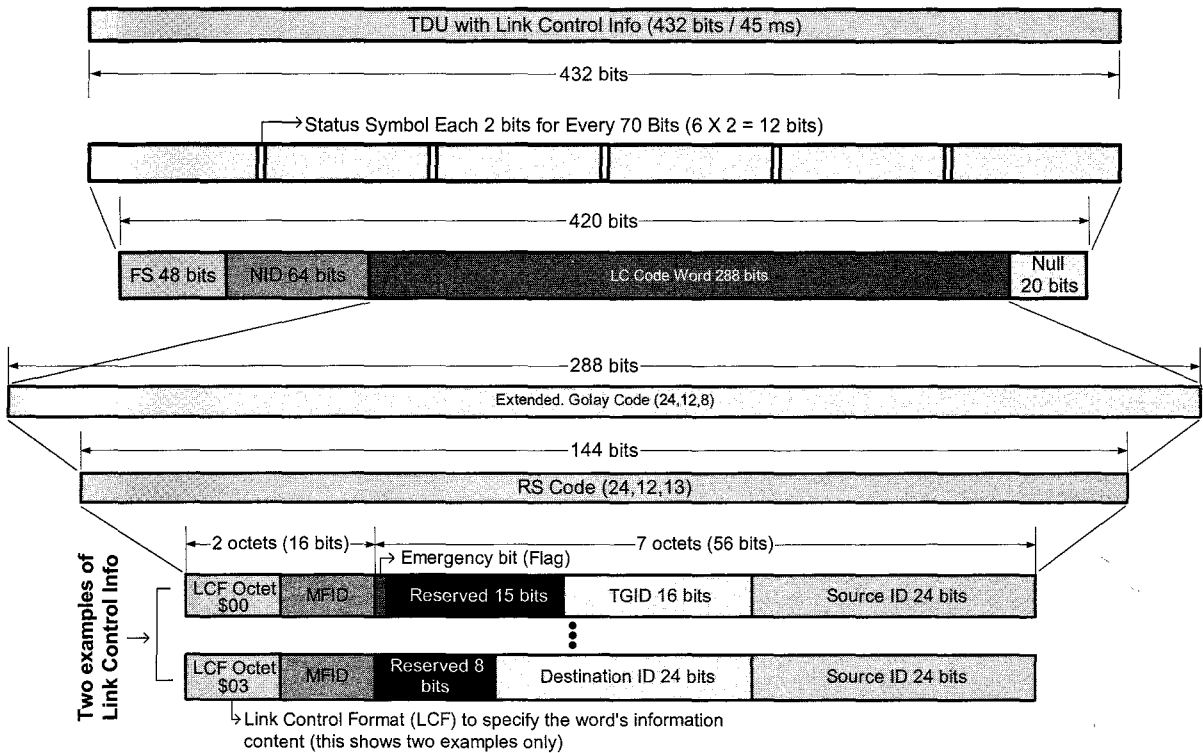 TDU with Link Control Info (432 bits / 45 ms)
432 bits
Status Symbol Each 2 bits for Every 70 Bits (6 X 2 = 12 bits)
420 bits
FS 48 bits
NID 64 bits
LC Code Word 288 bits
Null
20 bits
288 bits
Extended. Golay Code (24,12,8)
144 bits
RS Code (24,12,13)
2 octets (16 bits)
7 octets (56 bits)
Emergency bit (Flag)
Two examples of
Link Control Info
LCF Octet
$00
MFID
Reserved 15 bits
TGID 16 bits
Source ID 24 bits
LCF Octet
$03
MFID
Reserved 8
bits
Destination ID 24 bits
Source ID 24 bits
Link Control Format (LCF) to specify the word's information
content (this shows two examples only)